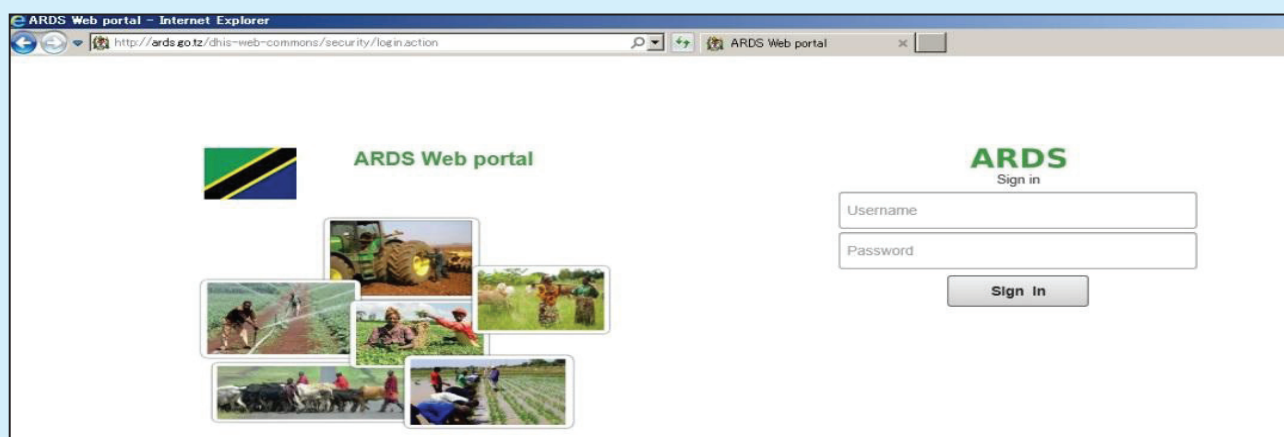 ARDS Web portal - Internet Explorer
http://ards.go.tz/dhis-web-commons/security/login.action
ARDS Web portal
ARDS Web portal
ARDS
Sign in
Username
Password
Sign In